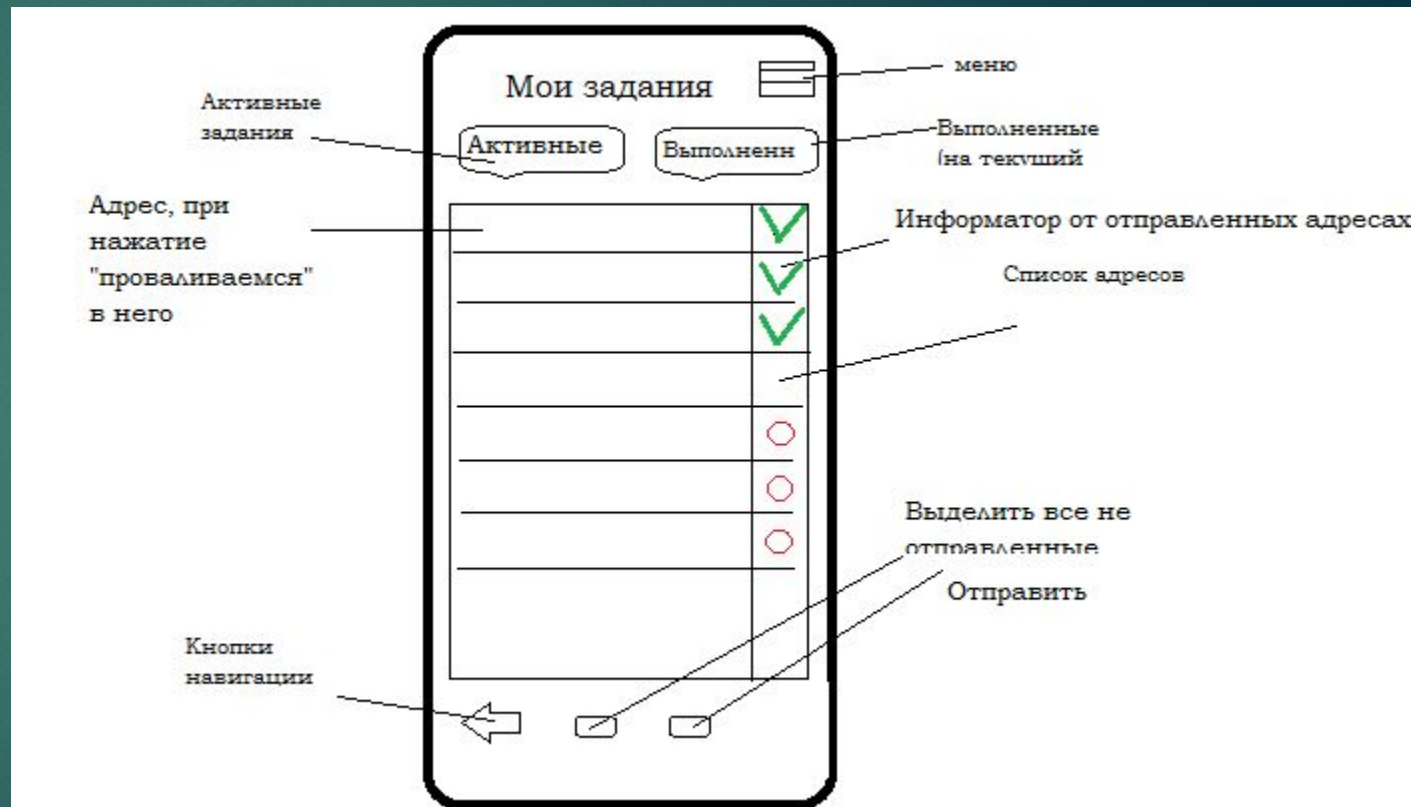 Мои задания
меню
Активные
задания
Активные
Выполненн
Выполненные
(на текущий
Адрес, при
нажатие
"проваливаемся"
в него
Информатор от отправленных адресах
Список адресов
Выделить все не
отправленные
Отправить
Кнопки
навигации